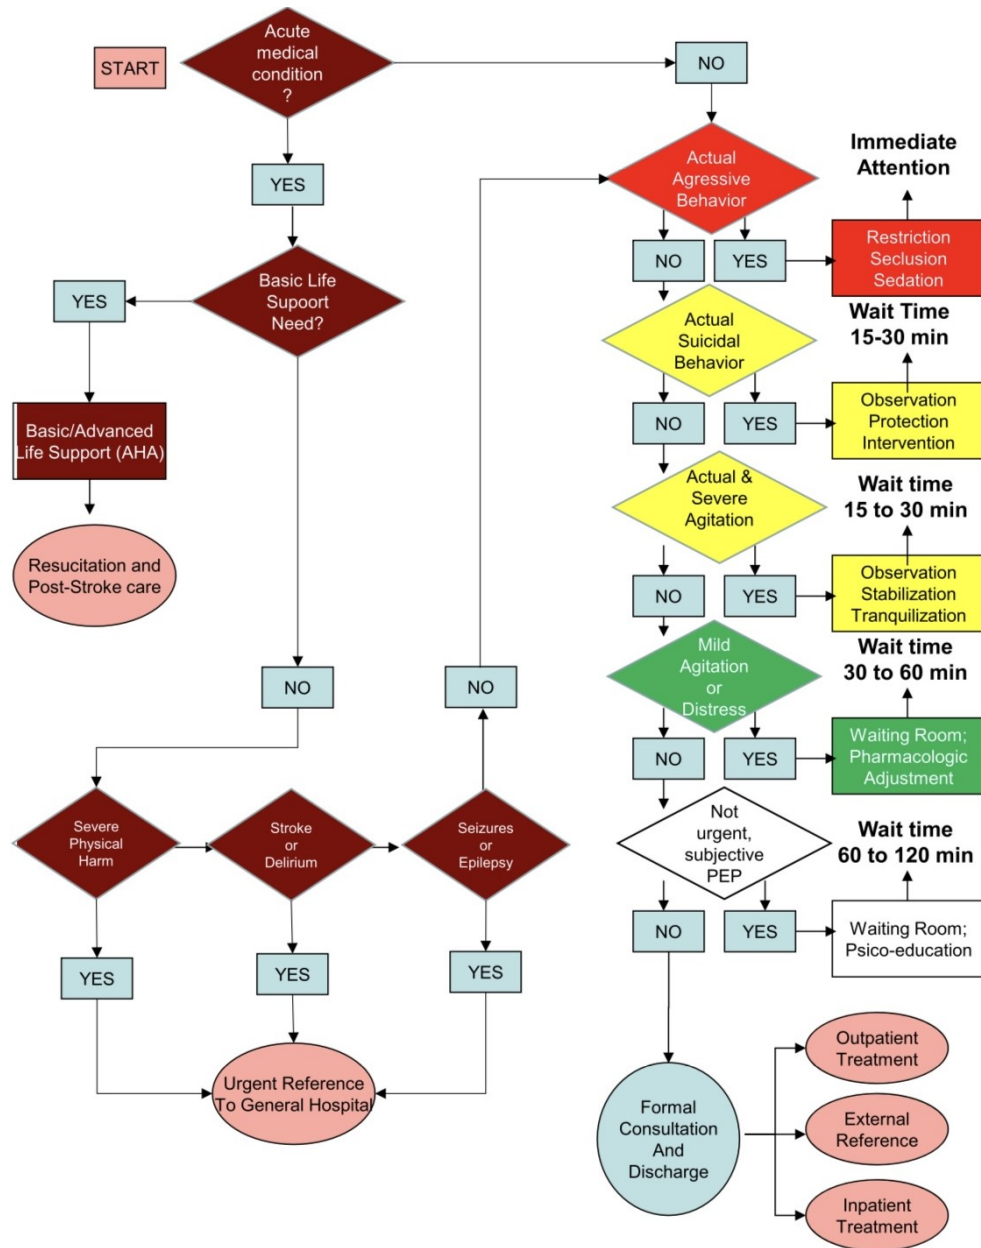 START
Acute
medical
condition
?
NO
YES
Actual
Agressive
Behavior
Immediate
Attention
NO
YES
Restriction
Seclusion
Sedation
Basic Life
Supoort
Need?
YES
Actual
Suicidal
Behavior
Wait Time
15-30 min
NO
YES
Observation
Protection
Intervention
Basic/Advanced
Life Support (AHA)
Actual &
Severe
Agitation
Wait time
15 to 30 min
Resucitation and
Post-Stroke care
NO
YES
Observation
Stabilization
Tranquilization
Mild
Agitation
or
Distress
Wait time
30 to 60 min
NO
NO
NO
YES
Waiting Room;
Pharmacologic
Adjustment
Severe
Physical
Harm
Stroke
or
Delirium
Seizures
or
Epilepsy
Not
urgent,
subjective
PEP
Wait time
60 to 120 min
NO
YES
Waiting Room;
Psico-education
YES
YES
YES
Urgent Reference
To General Hospital
Formal
Consultation
And
Discharge
Outpatient
Treatment
External
Reference
Inpatient
Treatment